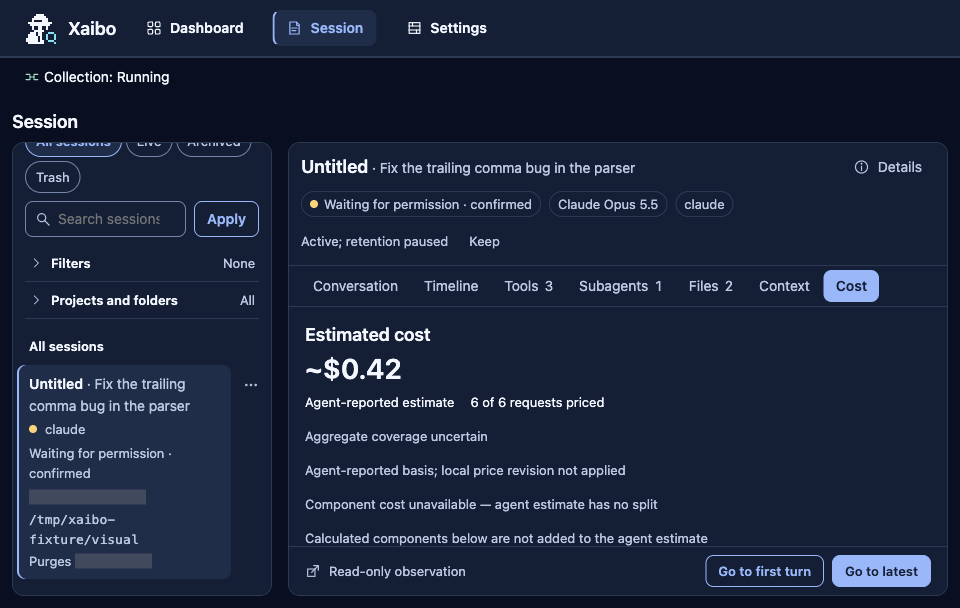 Xaibo
Dashboard
Session
Settings
Collection: Running
Session
All sessions
Live
Archived
Trash
Search sessions
Apply
Filters
None
Projects and folders
All
All sessions
Untitled · Fix the trailing
comma bug in the parser
claude
Waiting for permission ·
confirmed
/tmp/xaibo-
fixture/visual
Purges
Untitled · Fix the trailing comma bug in the parser
Details
Waiting for permission · confirmed
Claude Opus 5.5
claude
Active; retention paused
Keep
Conversation
Timeline
Tools 3
Subagents 1
Files 2
Context
Cost
Estimated cost
~$0.42
Agent-reported estimate
6 of 6 requests priced
Aggregate coverage uncertain
Agent-reported basis; local price revision not applied
Component cost unavailable — agent estimate has no split
Calculated components below are not added to the agent estimate
Read-only observation
Go to first turn
Go to latest